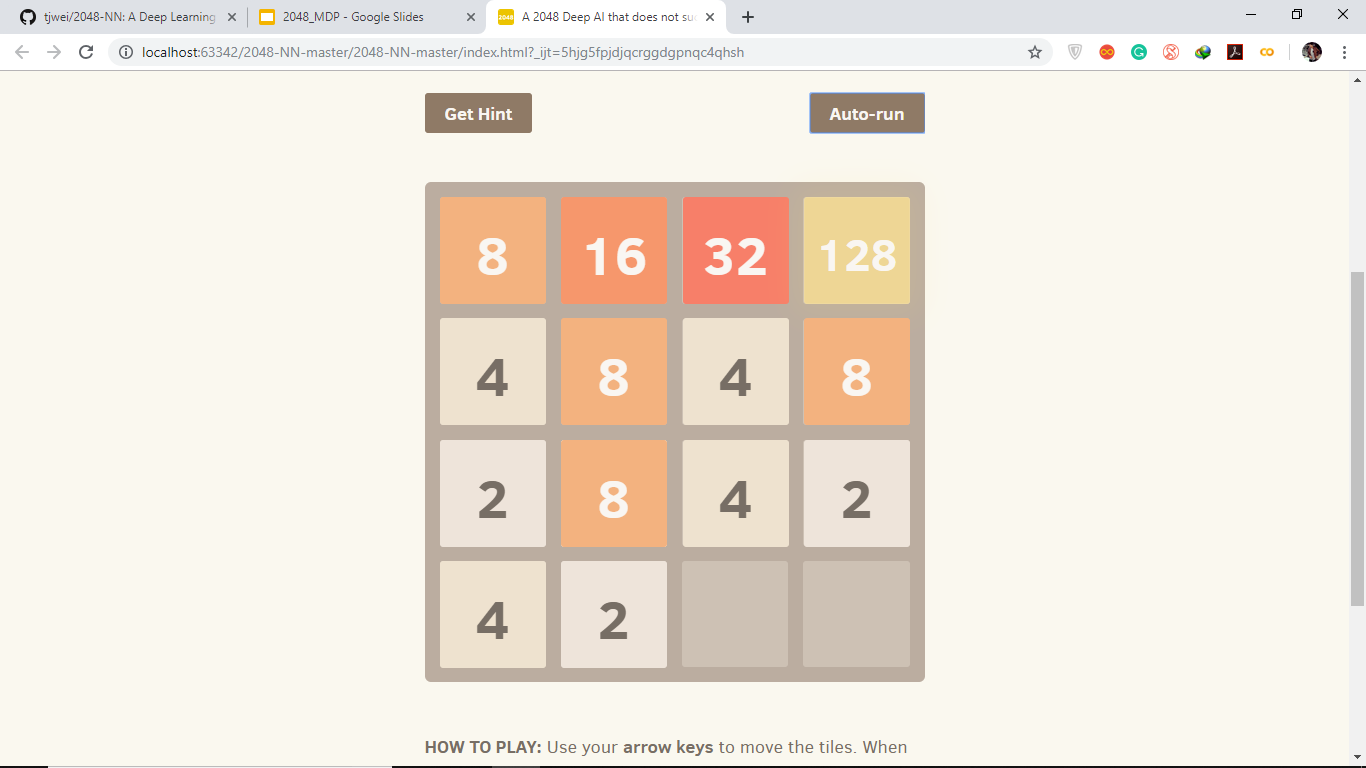 tjwei/2048-NN: A Deep Learning
2048_MDP - Google Slides
A 2048 Deep AI that does not su
localhost:63342/2048-NN-master/2048-NN-master/index.html?_ijt=5hjg5fpjdjqcrggdgpnqc4qhsh
Get Hint
Auto-run
8 16 32 128
4 8 4 8
2 8 4 2
4 2
HOW TO PLAY: Use your arrow keys to move the tiles. When